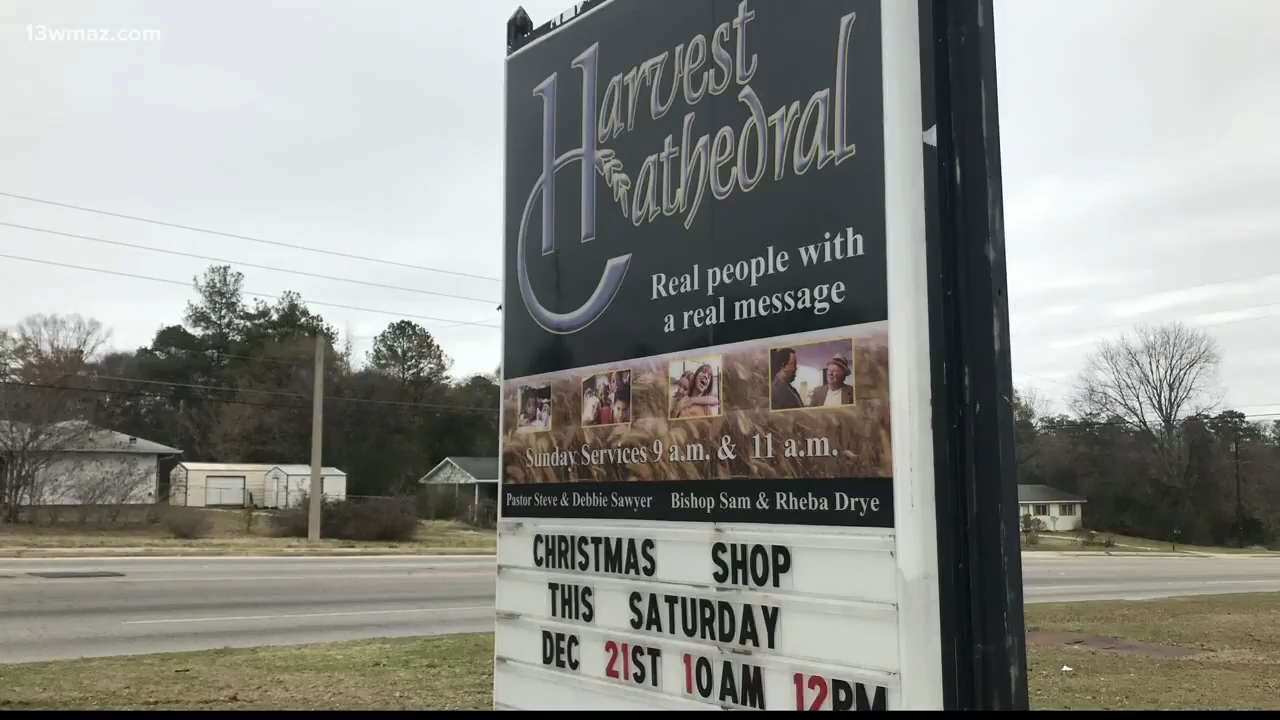 13wmaz.com
Harvest
Cathedral
Real people with
a real message
Sunday Services 9 a.m. & 11 a.m.
Pastor Steve & Debbie Sawyer Bishop Sam & Rheba Drye
CHRISTMAS SHOP
THIS SATURDAY
DEC 21ST 10AM 12PM